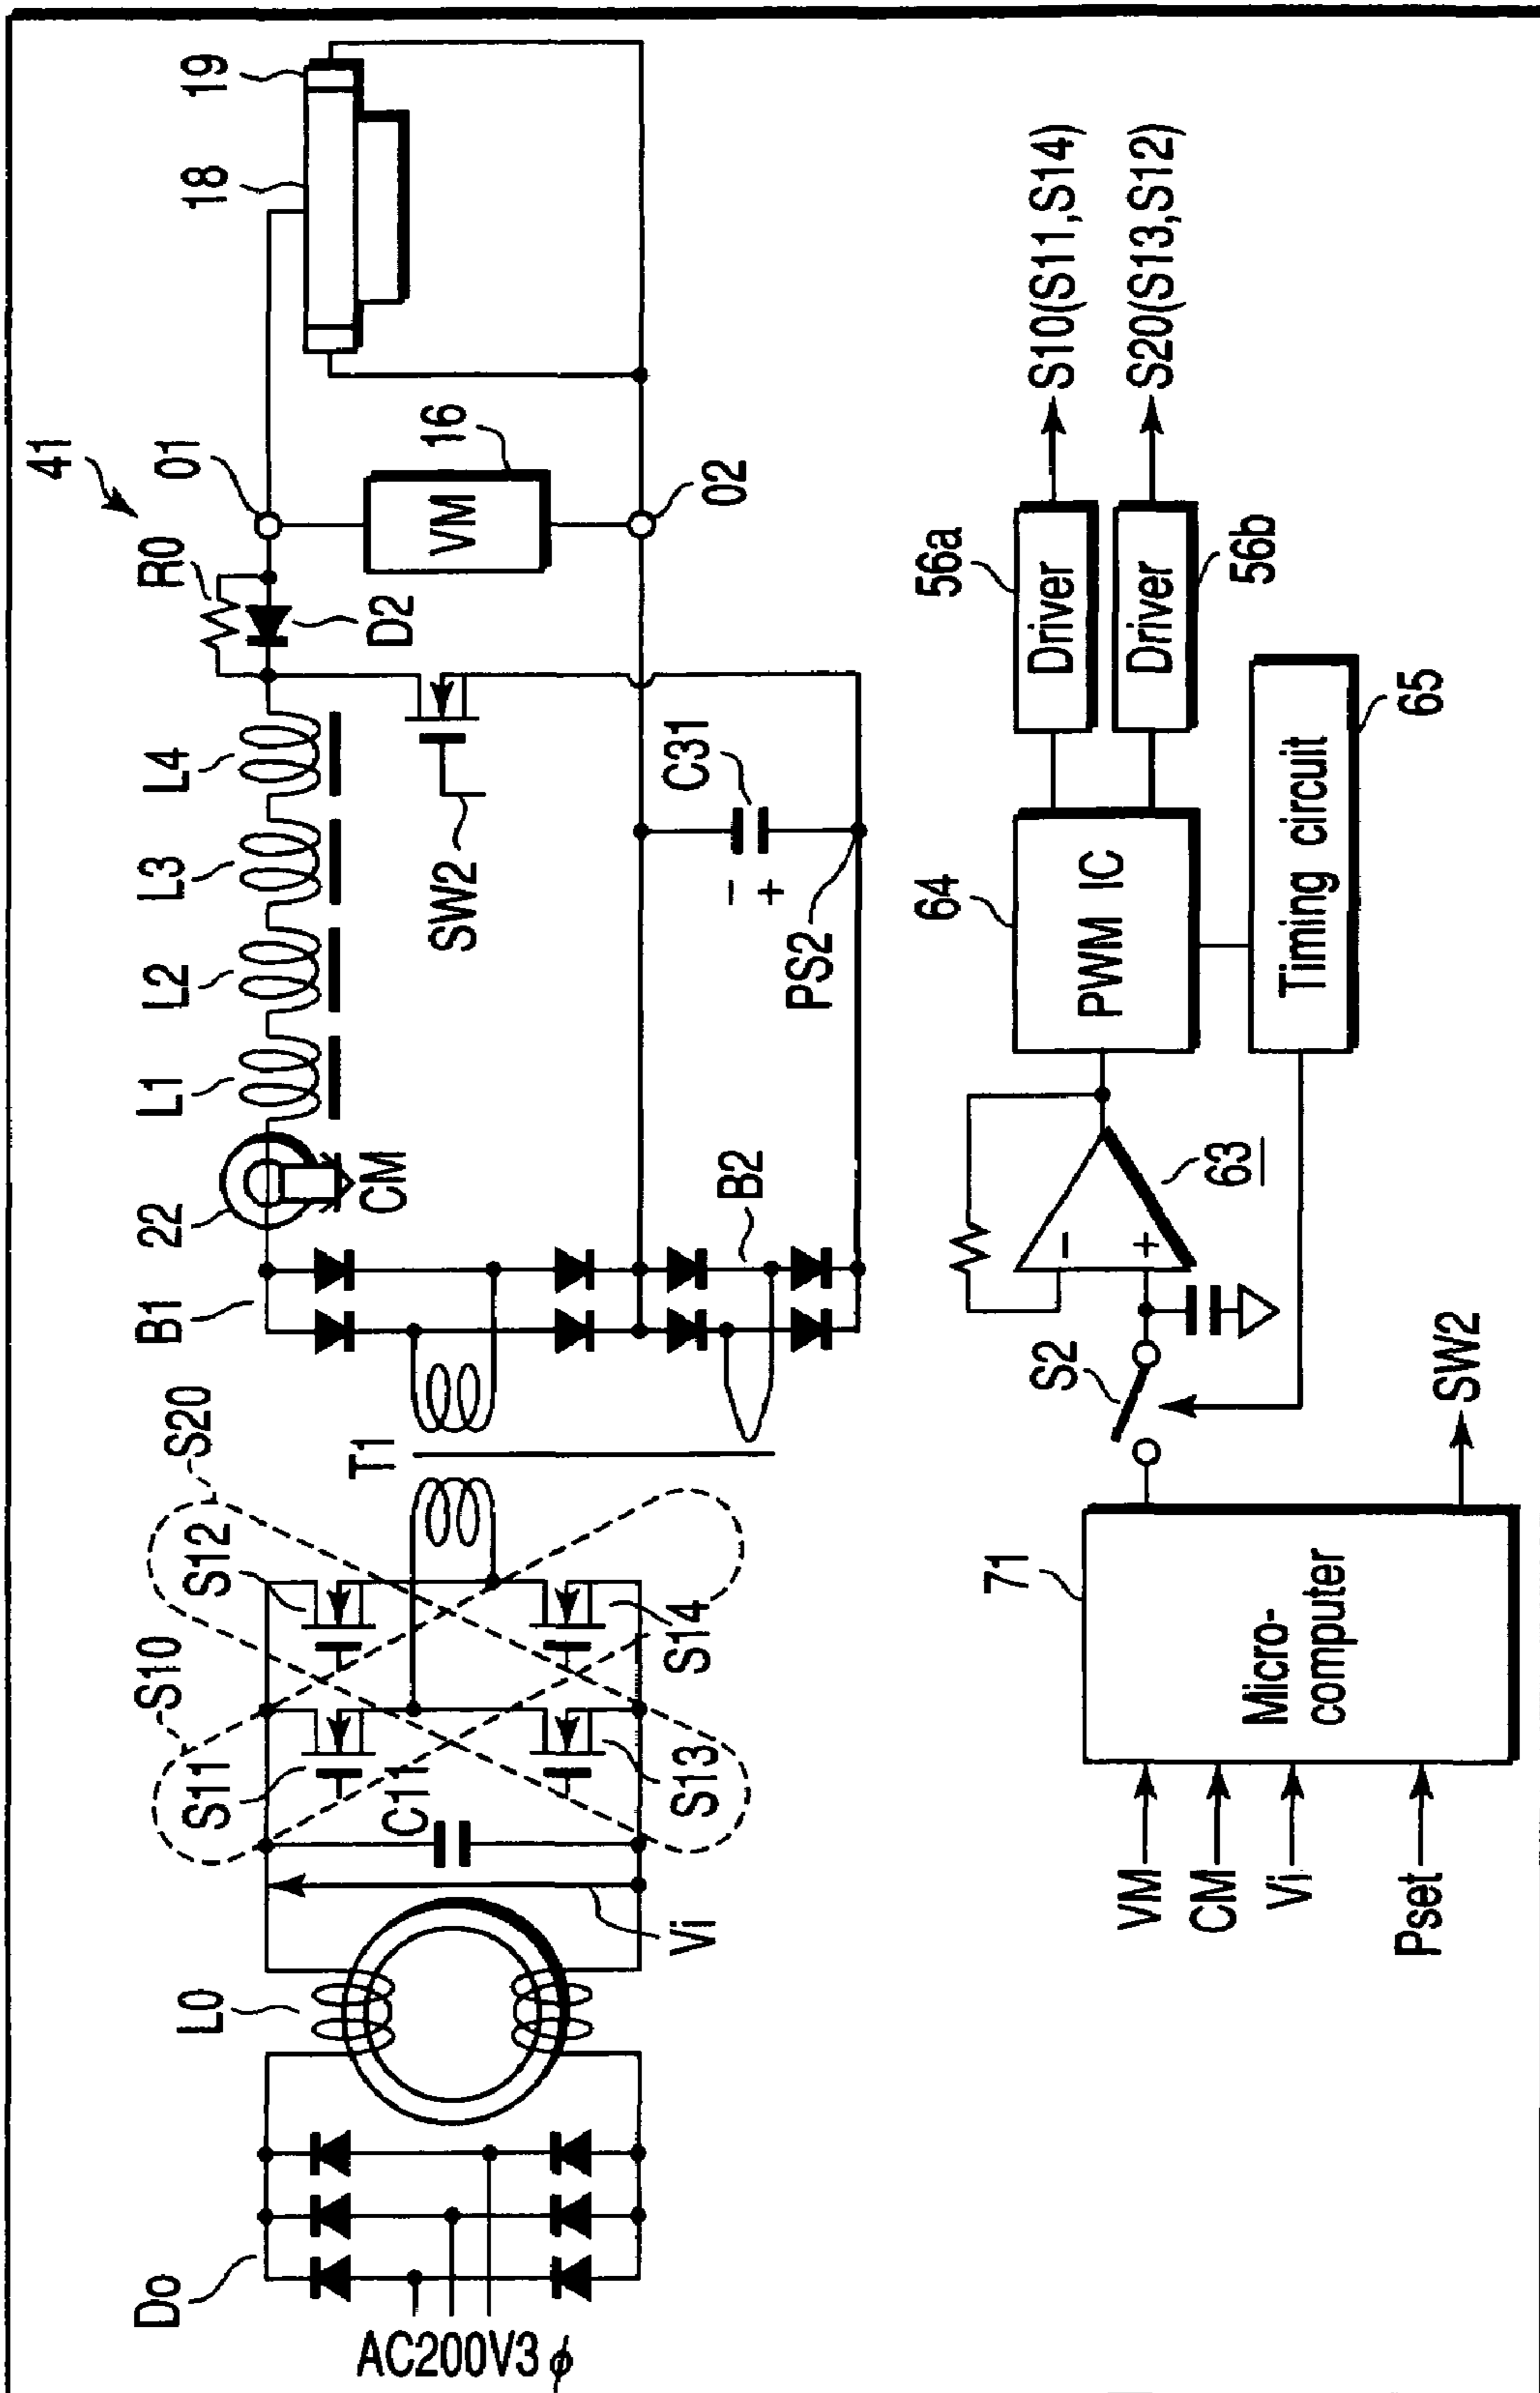 41
Do
AC200V3ϕ
L0
Vi
C11
S10
S11
S13
S20
S12
S14
T1
B1
B2
22
CM
L1
L2
L3
L4
SW2
R0
D2
C31
-
+
PS2
01
02
VM
16
18
19
VM
CM
Vi
Pset
71
Micro-
computer
SW2
S2
-
+
63
64
PWM IC
65
Timing circuit
56a
Driver
56b
Driver
S10(S11,S14)
S20(S13,S12)